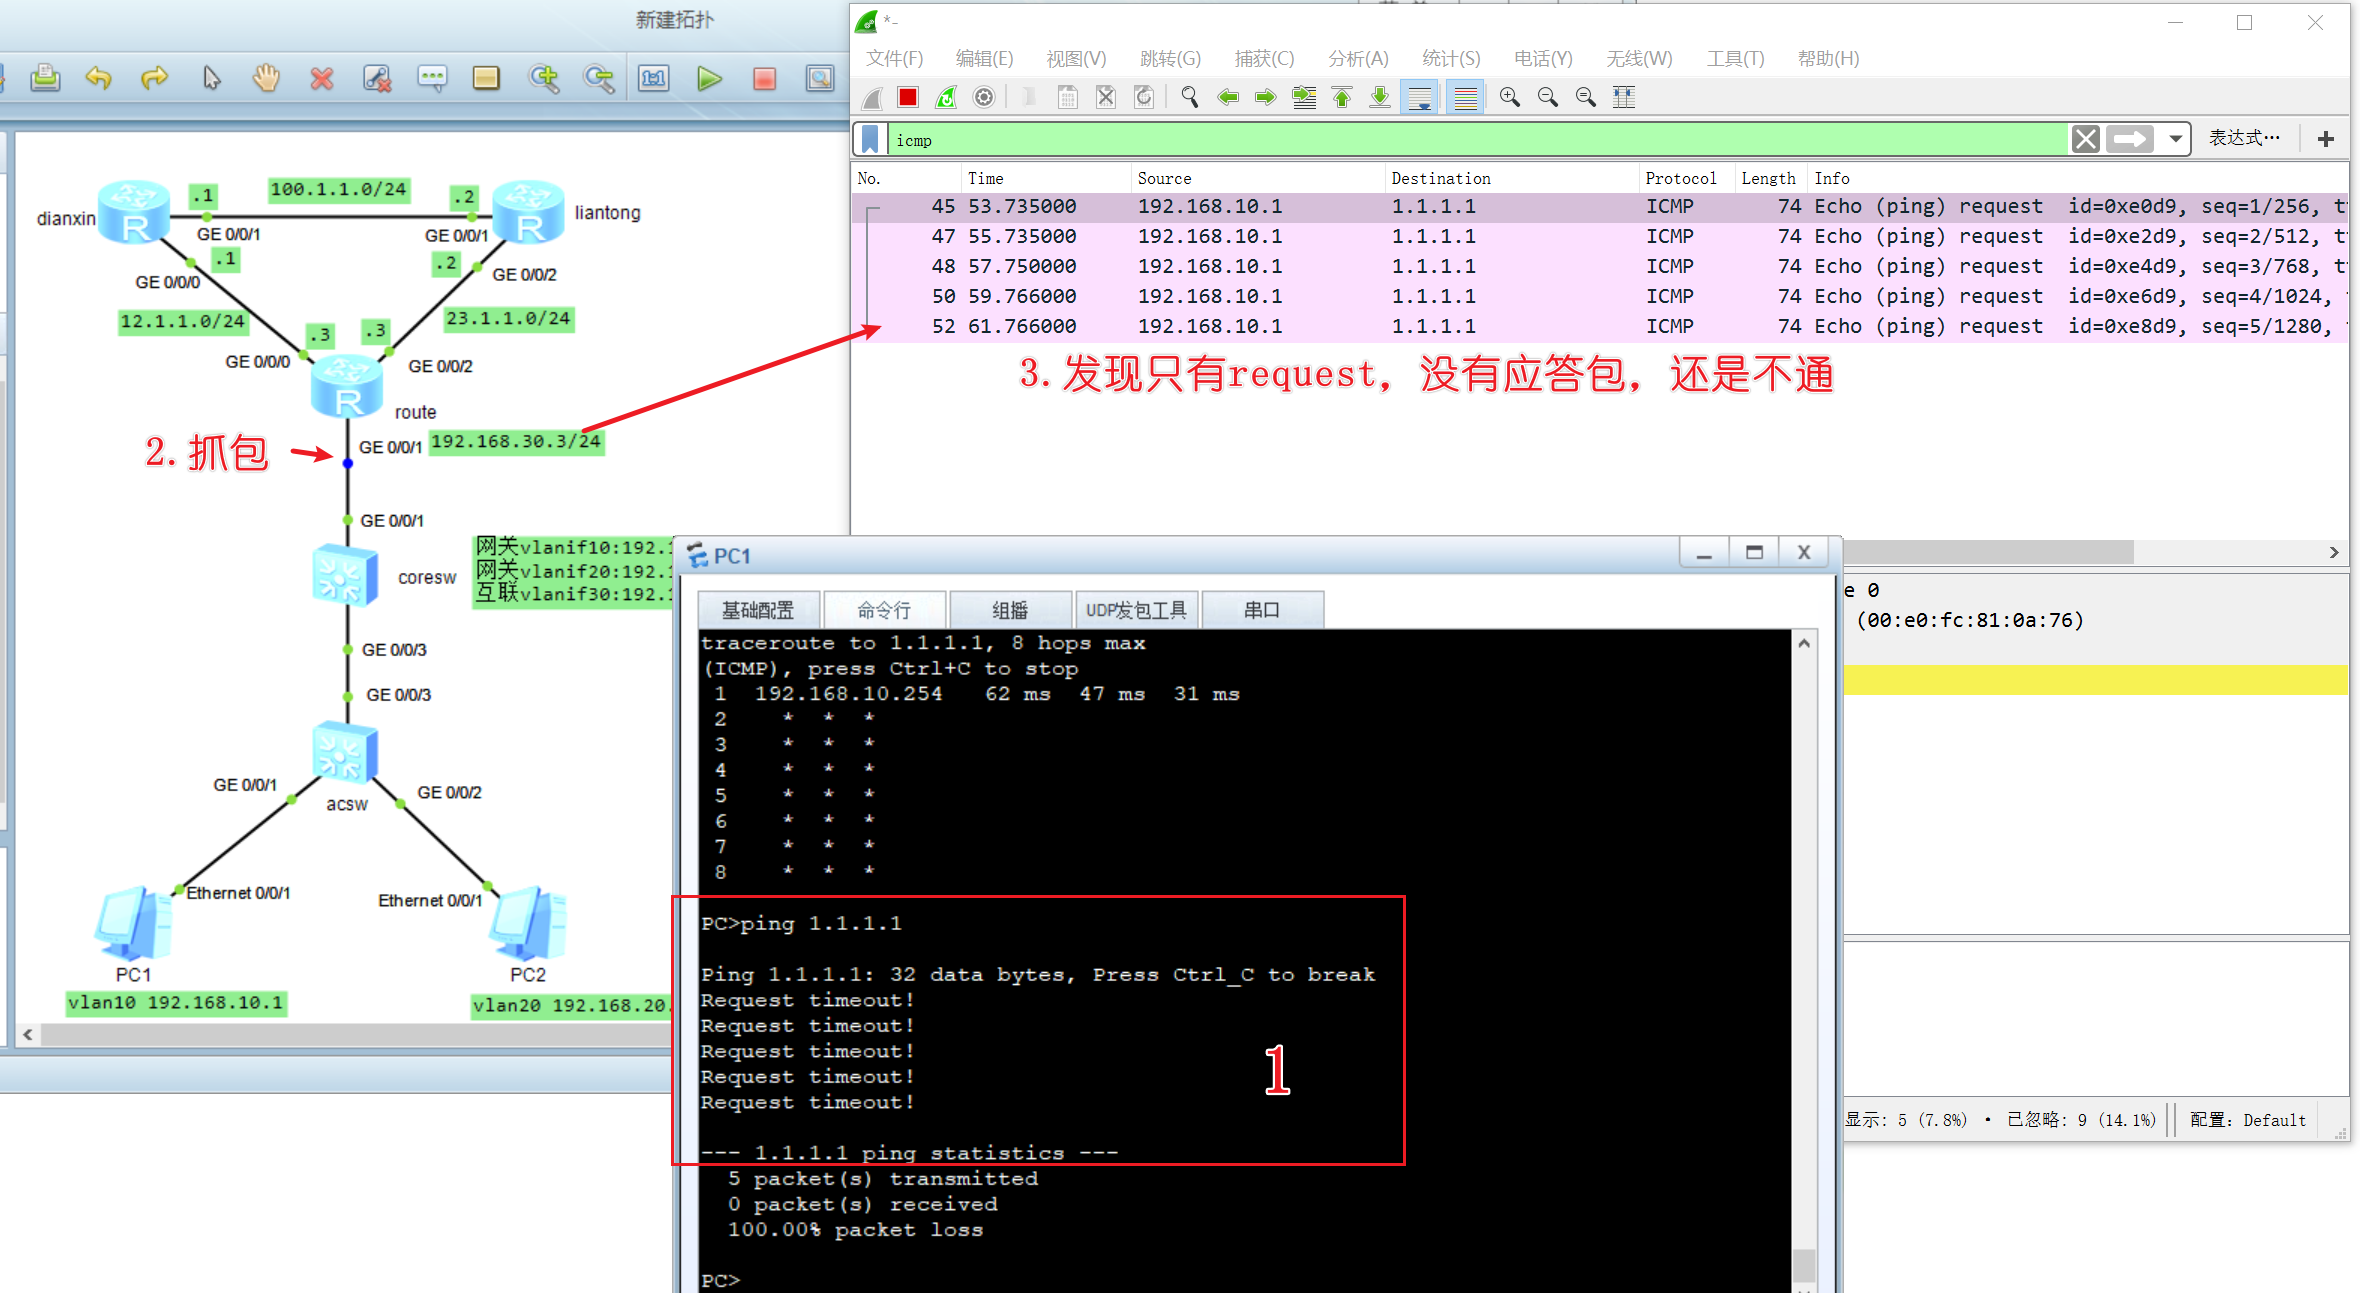 新建拓扑
*-
文件(F) 编辑(E) 视图(V) 跳转(G) 捕获(C) 分析(A) 统计(S) 电话(Y) 无线(W) 工具(T) 帮助(H)
icmp
表达式…
No. Time Source Destination Protocol Length Info
45 53.735000 192.168.10.1 1.1.1.1 ICMP 74 Echo (ping) request id=0xe0d9, seq=1/256,
47 55.735000 192.168.10.1 1.1.1.1 ICMP 74 Echo (ping) request id=0xe2d9, seq=2/512,
48 57.750000 192.168.10.1 1.1.1.1 ICMP 74 Echo (ping) request id=0xe4d9, seq=3/768,
50 59.766000 192.168.10.1 1.1.1.1 ICMP 74 Echo (ping) request id=0xe6d9, seq=4/1024,
52 61.766000 192.168.10.1 1.1.1.1 ICMP 74 Echo (ping) request id=0xe8d9, seq=5/1280,
3.发现只有request，没有应答包，还是不通
dianxin
.1
100.1.1.0/24
.2
liantong
GE 0/0/1
GE 0/0/1
.1
.2
GE 0/0/0
GE 0/0/2
12.1.1.0/24
23.1.1.0/24
.3
.3
GE 0/0/0
GE 0/0/2
R
R
R
route
2.抓包
GE 0/0/1
192.168.30.3/24
GE 0/0/1
coresw
网关vlanif10:192.1
网关vlanif20:192.1
互联vlanif30:192.1
GE 0/0/3
GE 0/0/3
GE 0/0/1
GE 0/0/2
acsw
Ethernet 0/0/1
Ethernet 0/0/1
PC1
PC2
vlan10 192.168.10.1
vlan20 192.168.20.
PC1
基础配置 命令行 组播 UDP发包工具 串口
traceroute to 1.1.1.1, 8 hops max
(ICMP), press Ctrl+C to stop
1 192.168.10.254 62 ms 47 ms 31 ms
2 * * *
3 * * *
4 * * *
5 * * *
6 * * *
7 * * *
8 * * *
PC>ping 1.1.1.1
Ping 1.1.1.1: 32 data bytes, Press Ctrl_C to break
Request timeout!
Request timeout!
Request timeout!
Request timeout!
Request timeout!
1
--- 1.1.1.1 ping statistics ---
5 packet(s) transmitted
0 packet(s) received
100.00% packet loss
PC>
e 0
(00:e0:fc:81:0a:76)
显示: 5 (7.8%) · 已忽略: 9 (14.1%)
配置: Default